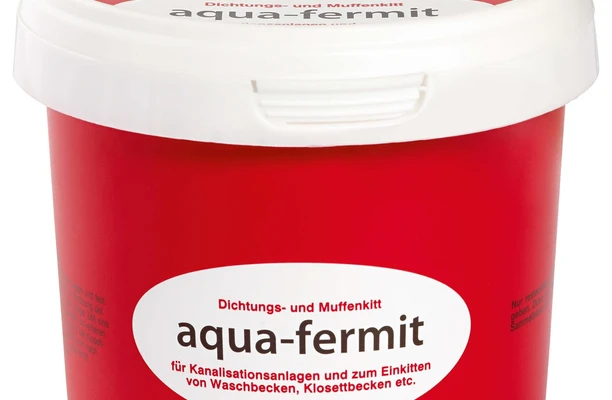 Dichtungs- und Muffenkitt
aqua-fermit
Dichtungs- und Muffenkitt
aqua-fermit
für Kanalisationsanlagen und zum Einkitten
von Waschbecken, Klosettbecken etc.
Nur